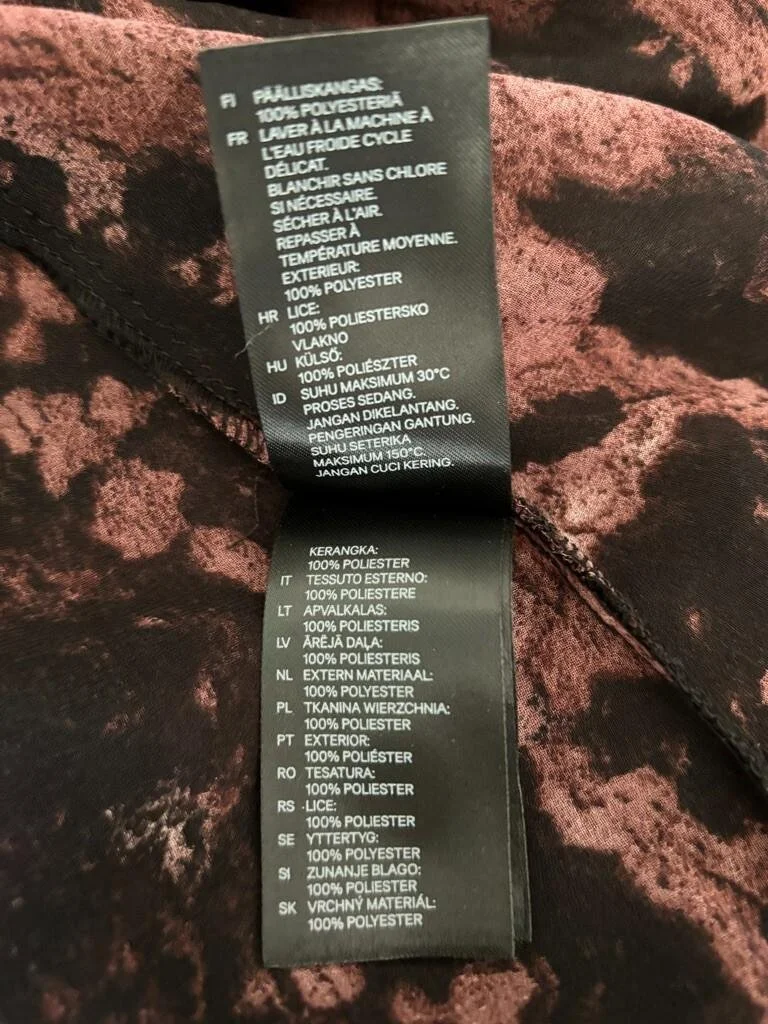 FI PÄÄLLISKANGAS:
100% POLYESTERIÄ
FR LAVER À LA MACHINE À
L'EAU FROIDE CYCLE
DÉLICAT.
BLANCHIR SANS CHLORE
SI NÉCESSAIRE.
SÉCHER À L'AIR.
REPASSER À
TEMPÉRATURE MOYENNE.
EXTERIEUR:
100% POLYESTER
HR LICE:
100% POLIESTERSKO
VLAKNO
HU KÜLSŐ:
100% POLIÉSZTER
ID SUHU MAKSIMUM 30°C
PROSES SEDANG.
JANGAN DIKELANTANG.
PENGERINGAN GANTUNG.
SUHU SETERIKA
MAKSIMUM 150°C.
JANGAN CUCI KERING.
KERANGKA:
100% POLIESTER
IT TESSUTO ESTERNO:
100% POLIESTERE
LT APVALKALAS:
100% POLIESTERIS
LV ĀRĒJĀ DAĻA:
100% POLIESTERIS
NL EXTERN MATERIAAL:
100% POLYESTER
PL TKANINA WIERZCHNIA:
100% POLIESTER
PT EXTERIOR:
100% POLIÉSTER
RO TESATURA:
100% POLIESTER
RS LICE:
100% POLIESTER
SE YTTERTYG:
100% POLYESTER
SI ZUNANJE BLAGO:
100% POLIESTER
SK VRCHNÝ MATERIÁL:
100% POLYESTER